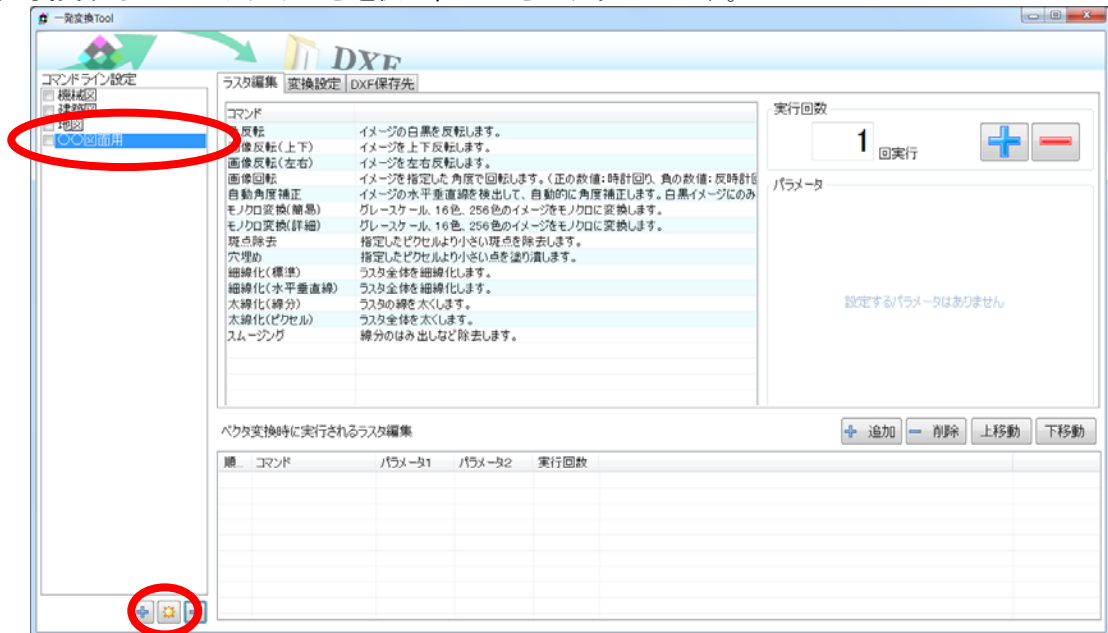 一発変換Tool
DXF
コマンドライン設定
機械図
建築図
地図
〇〇図面用
ラスタ編集 変換設定 DXF保存先
コマンド
反転 イメージの白黒を反転します。
画像反転(上下) イメージを上下反転します。
画像反転(左右) イメージを左右反転します。
画像回転 イメージを指定した角度で回転します。(正の数値:時計回り、負の数値:反時計回
自動角度補正 イメージの水平垂直線を検出して、自動的に角度補正します。白黒イメージにのみ
モノクロ変換(簡易) グレースケール、16色、256色のイメージをモノクロに変換します。
モノクロ変換(詳細) グレースケール、16色、256色のイメージをモノクロに変換します。
斑点除去 指定したピクセルより小さい斑点を除去します。
穴埋め 指定したピクセルより小さい点を塗り潰します。
細線化(標準) ラスタ全体を細線化します。
細線化(水平垂直線) ラスタ全体を細線化します。
太線化(線分) ラスタの線を太くします。
太線化(ピクセル) ラスタ全体を太くします。
スムージング 線分のはみ出しなど除去します。
実行回数
1 回実行
パラメータ
設定するパラメータはありません
ベクタ変換時に実行されるラスタ編集
追加 削除 上移動 下移動
順... コマンド パラメータ1 パラメータ2 実行回数